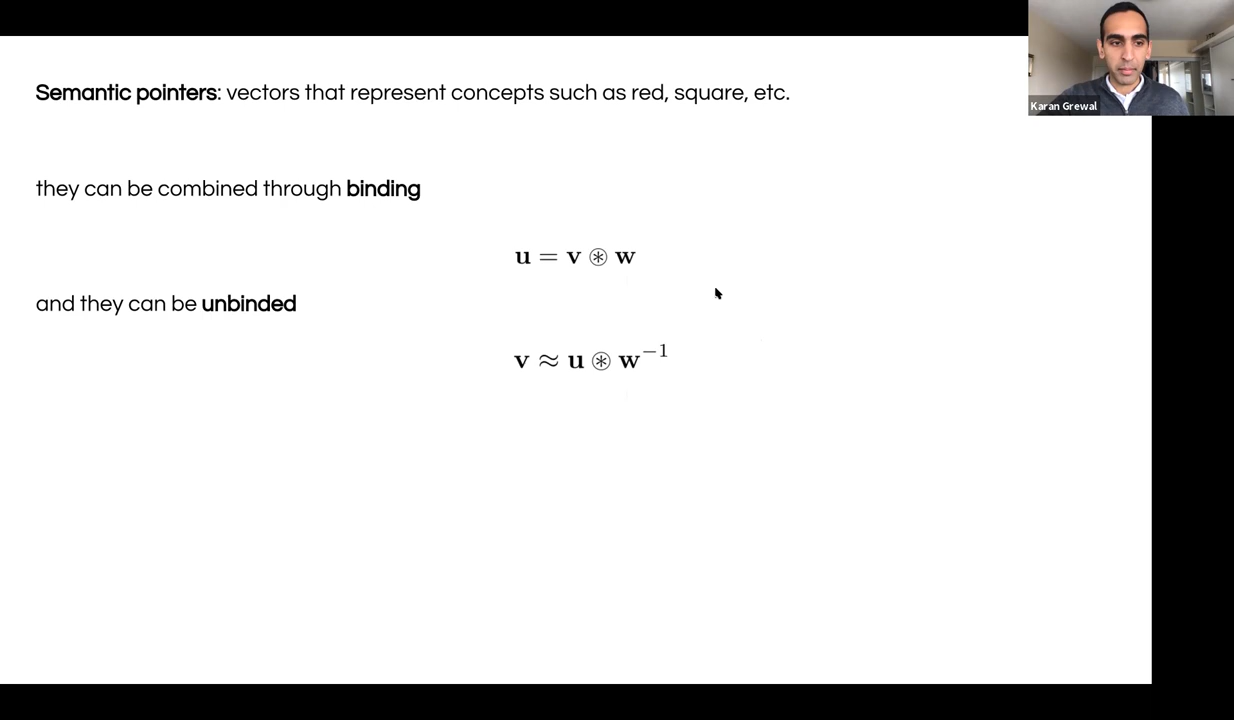 Semantic pointers: vectors that represent concepts such as red, square, etc.
Karan Grewal
they can be combined through binding
u = v ⊛ w
and they can be unbinded
v ≈ u ⊛ w⁻¹